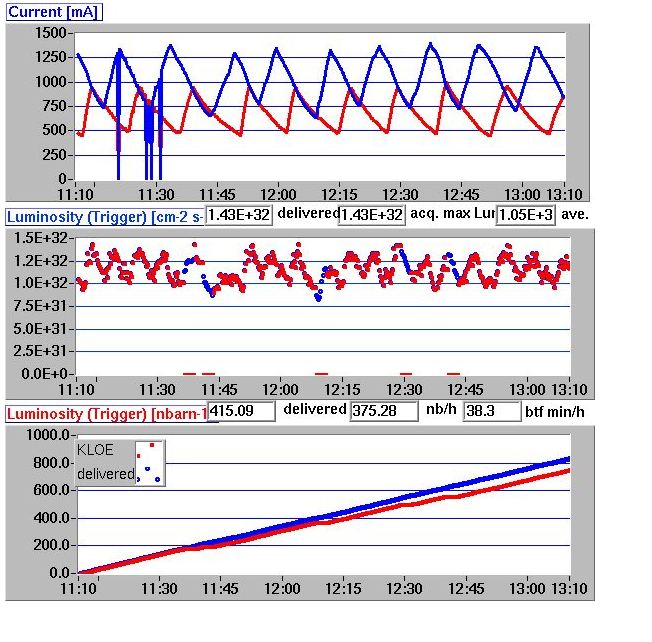 Current [mA]
1500
1250
1000
750
500
250
0
11:10 11:30 11:45 12:00 12:15 12:30 12:45 13:00 13:10
Luminosity (Trigger) [cm-2 s- 1.43E+32 delivered 1.43E+32 acq. max Lur 1.05E+3 ave.
1.5E+32
1.2E+32
1.0E+32
7.5E+31
5.0E+31
2.5E+31
0.0E+0
11:10 11:30 11:45 12:00 12:15 12:30 12:45 13:00 13:10
Luminosity (Trigger) [nbarn-1 415.09 delivered 375.28 nb/h 38.3 btf min/h
1000.0
800.0
600.0
400.0
200.0
0.0
KLOE
delivered
11:10 11:30 11:45 12:00 12:15 12:30 12:45 13:00 13:10